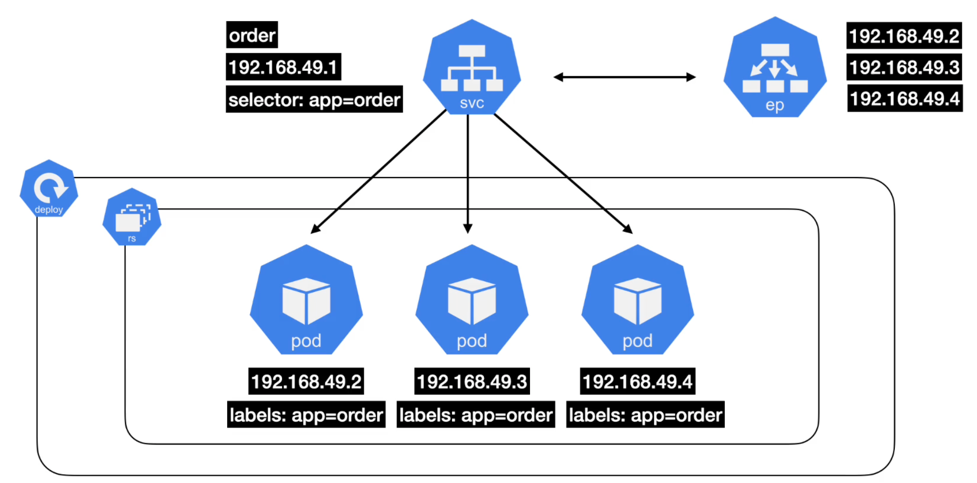 order
192.168.49.1
selector: app=order
svc
ep
192.168.49.2
192.168.49.3
192.168.49.4
deploy
rs
pod
pod
pod
192.168.49.2
192.168.49.3
192.168.49.4
labels: app=order
labels: app=order
labels: app=order